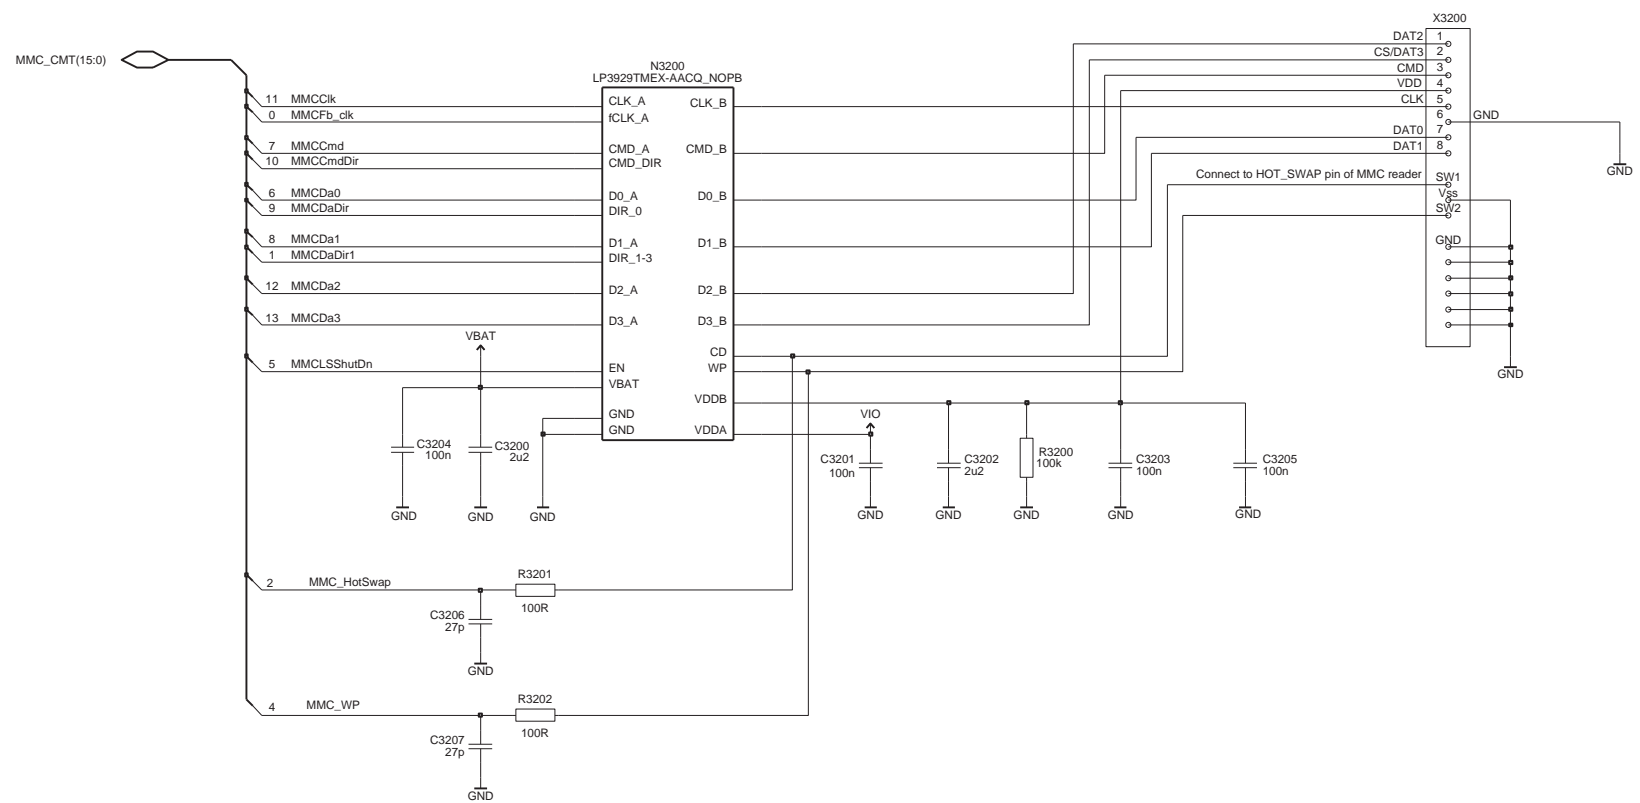 X3200
MMC_CMT(15:0)
N3200
LP3929TMEX-AACQ_NOPB
DAT2 1
CS/DAT3 2
CMD 3
VDD 4
CLK 5
6 GND
DAT0 7
DAT1 8
GND
11 MMCClk CLK_A CLK_B
0 MMCFb_clk fCLK_A
7 MMCCmd CMD_A CMD_B
10 MMCCmdDir CMD_DIR
Connect to HOT_SWAP pin of MMC reader SW1
Vss
SW2
GND
GND
6 MMCDa0 D0_A D0_B
9 MMCDaDir DIR_0
8 MMCDa1 D1_A D1_B
1 MMCDaDir1 DIR_1-3
12 MMCDa2 D2_A D2_B
13 MMCDa3 D3_A D3_B
VBAT
CD
5 MMCLSShutDn EN WP
VBAT
VDDB
GND
GND VDDA
VIO
C3204
100n
GND
C3200
2u2
GND
GND
C3201
100n
GND
C3202
2u2
GND
R3200
100k
GND
C3203
100n
GND
C3205
100n
GND
2 MMC_HotSwap
R3201
100R
C3206
27p
GND
4 MMC_WP
R3202
100R
C3207
27p
GND